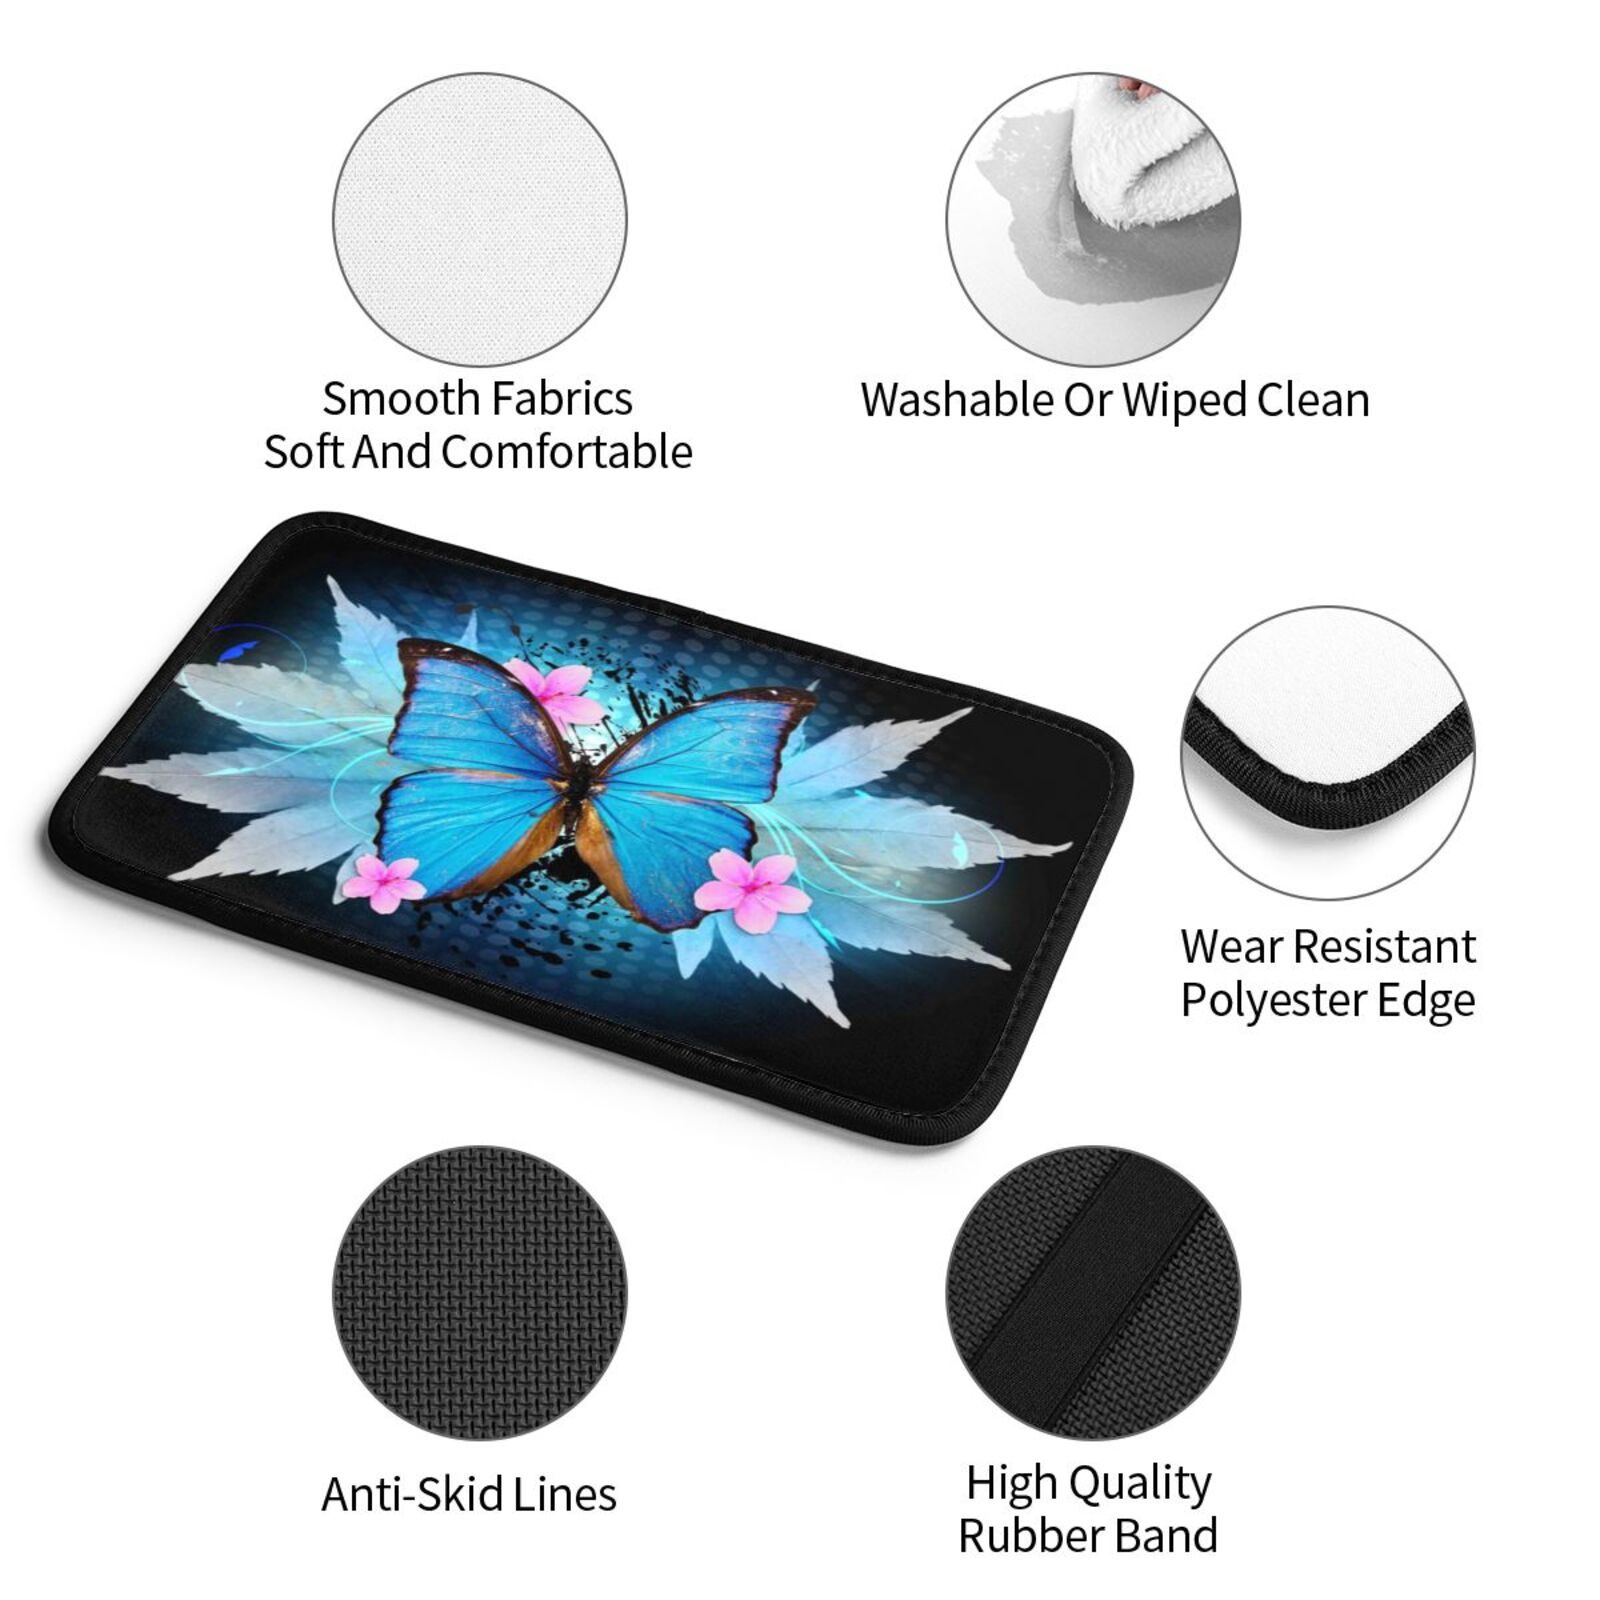 Smooth Fabrics
Soft And Comfortable
Washable Or Wiped Clean
Wear Resistant
Polyester Edge
Anti-Skid Lines
High Quality
Rubber Band